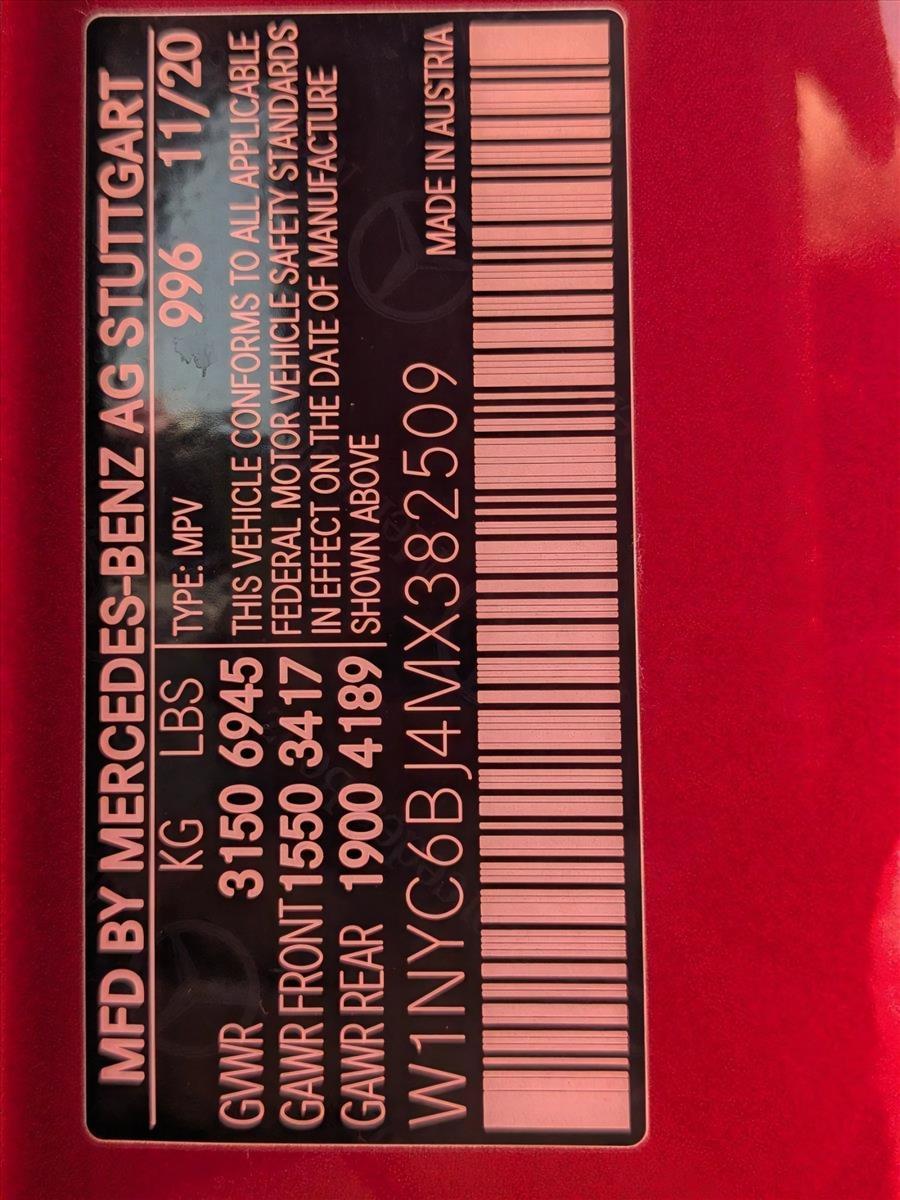 MFD BY MERCEDES-BENZ AG STUTTGART
KG LBS TYPE: MPV 996 11/20
GVWR 3150 6945
GAWR FRONT 1550 3417
GAWR REAR 1900 4189
THIS VEHICLE CONFORMS TO ALL APPLICABLE
FEDERAL MOTOR VEHICLE SAFETY STANDARDS
IN EFFECT ON THE DATE OF MANUFACTURE
SHOWN ABOVE
W1NYC6BJ4MX382509
MADE IN AUSTRIA